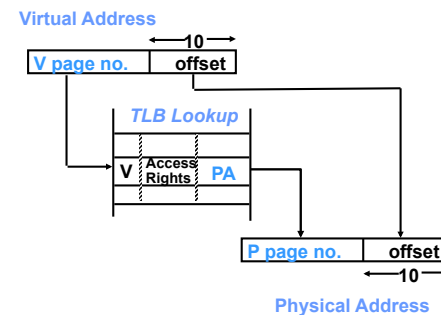 Virtual Address
10
V page no. offset
TLB Lookup
V Access Rights PA
P page no. offset
10
Physical Address